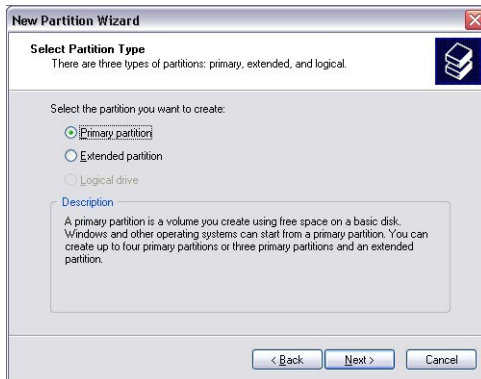 New Partition Wizard
Select Partition Type
There are three types of partitions: primary, extended, and logical.
Select the partition you want to create:
Primary partition
Extended partition
Logical drive
Description
A primary partition is a volume you create using free space on a basic disk.
Windows and other operating systems can start from a primary partition. You can
create up to four primary partitions or three primary partitions and an extended
partition.
< Back
Next >
Cancel